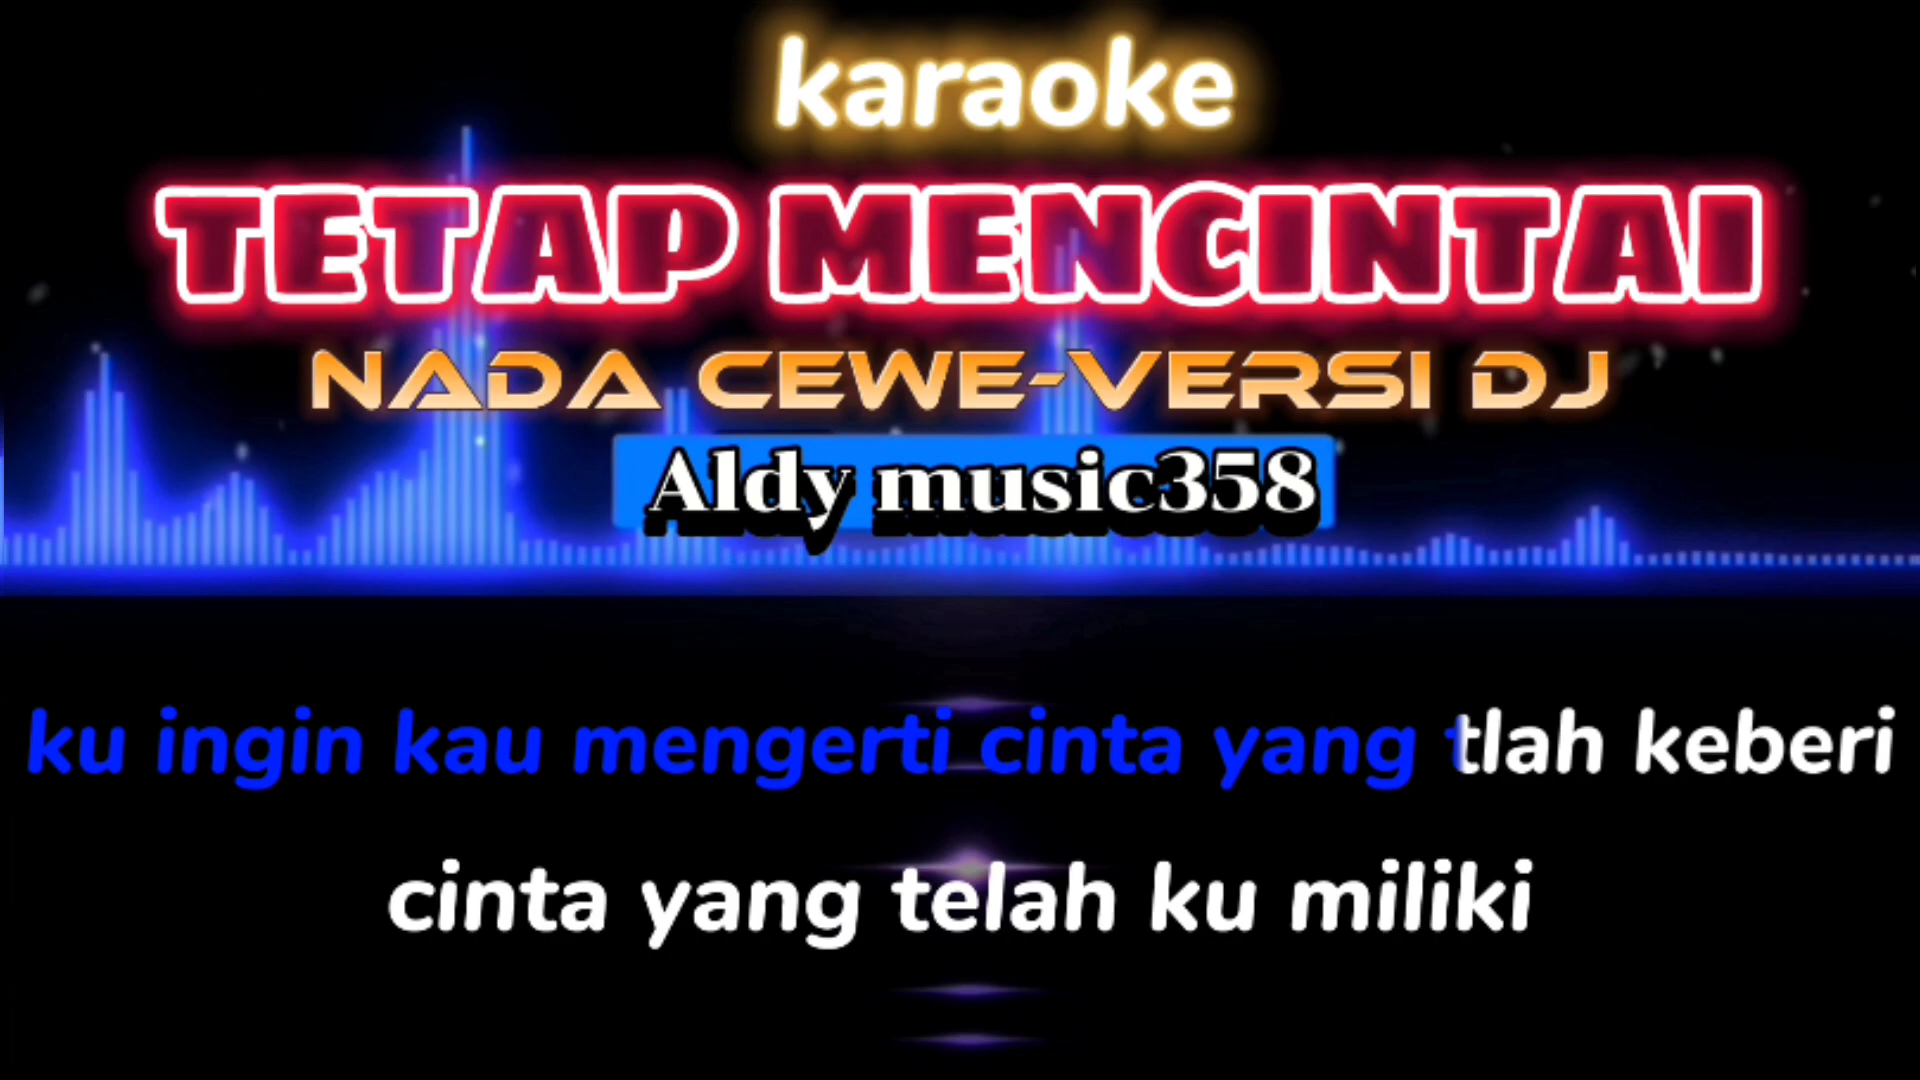 karaoke
TETAP MENCINTAI
NADA CEWE-VERSI DJ
Aldy music358
ku ingin kau mengerti cinta yang tlah keberi
cinta yang telah ku miliki